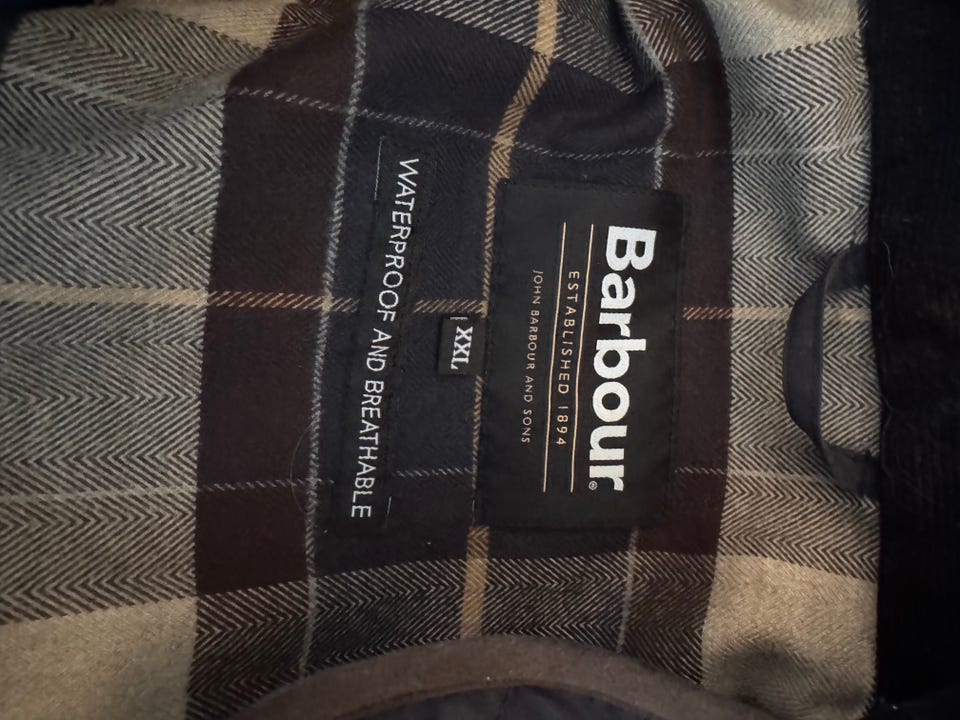 Barbour®
ESTABLISHED 1894
JOHN BARBOUR AND SONS
XXL
WATERPROOF AND BREATHABLE